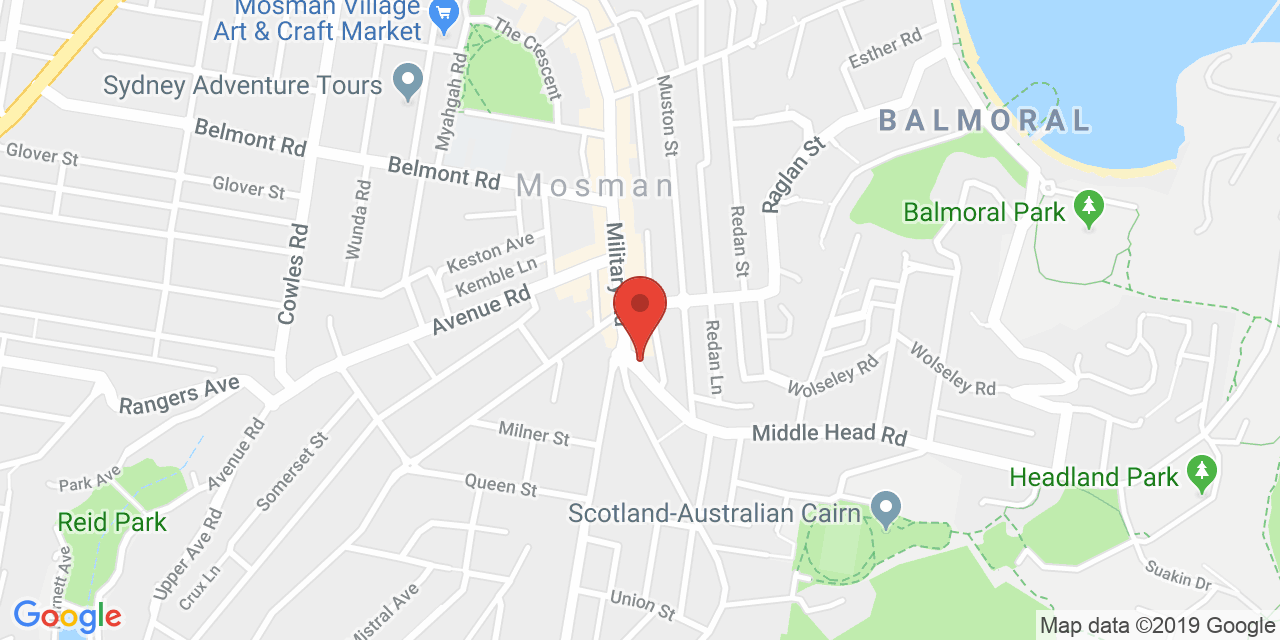 Mosman Village
Art & Craft Market
The Crescent
Esther Rd
Sydney Adventure Tours
Myahgah Rd
Muston St
BALMORAL
Belmont Rd
Glover St
Belmont Rd
Glover St
Mosman
Raglan St
Wunda Rd
Balmoral Park
Redan St
Keston Ave
Military
Cowles Rd
Kemble Ln
Avenue Rd
Redan Ln
Wolseley Rd
Wolseley Rd
Rangers Ave
Milner St
Middle Head Rd
Avenue Rd
Somerset St
Park Ave
Queen St
Headland Park
Reid Park
Scotland-Australian Cairn
Upper Ave Rd
Crux Ln
Suakin Dr
Union St
Mistral Ave
Google
Map data ©2019 Google